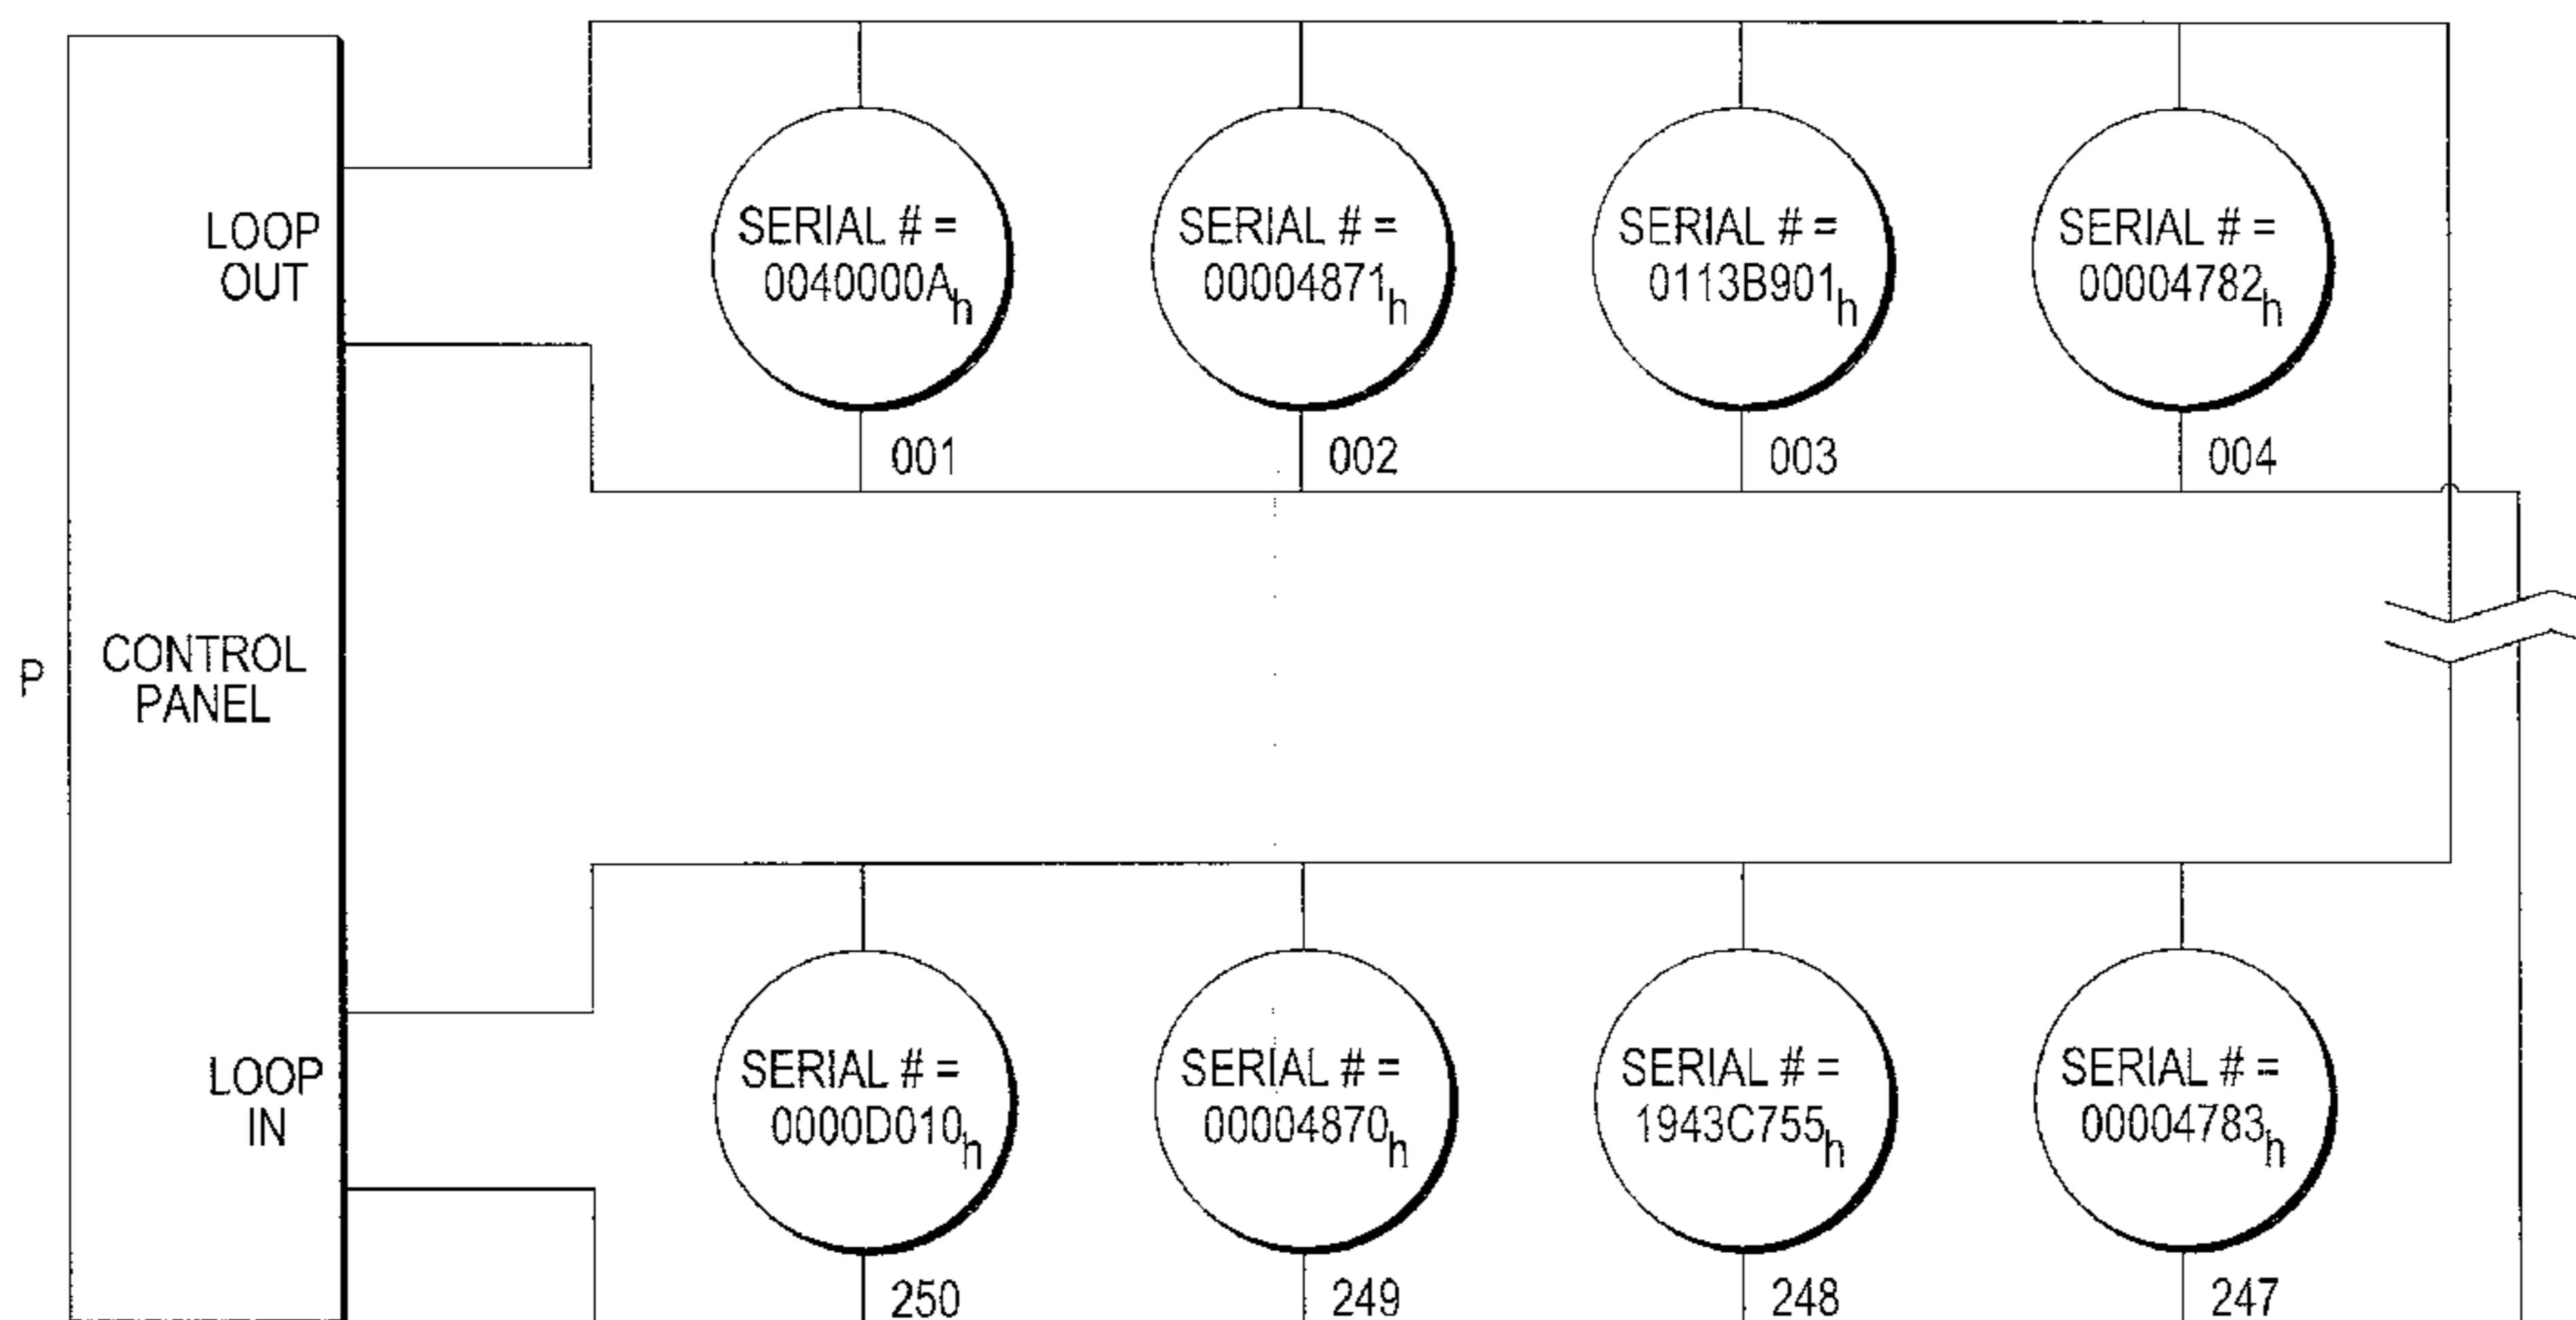 LOOP
OUT
SERIAL # =
0040000Ah
001
SERIAL # =
00004871h
002
SERIAL # =
0113B901h
003
SERIAL # =
00004782h
004
P
CONTROL
PANEL
LOOP
IN
SERIAL # =
0000D010h
250
SERIAL # =
00004870h
249
SERIAL # =
1943C755h
248
SERIAL # =
00004783h
247